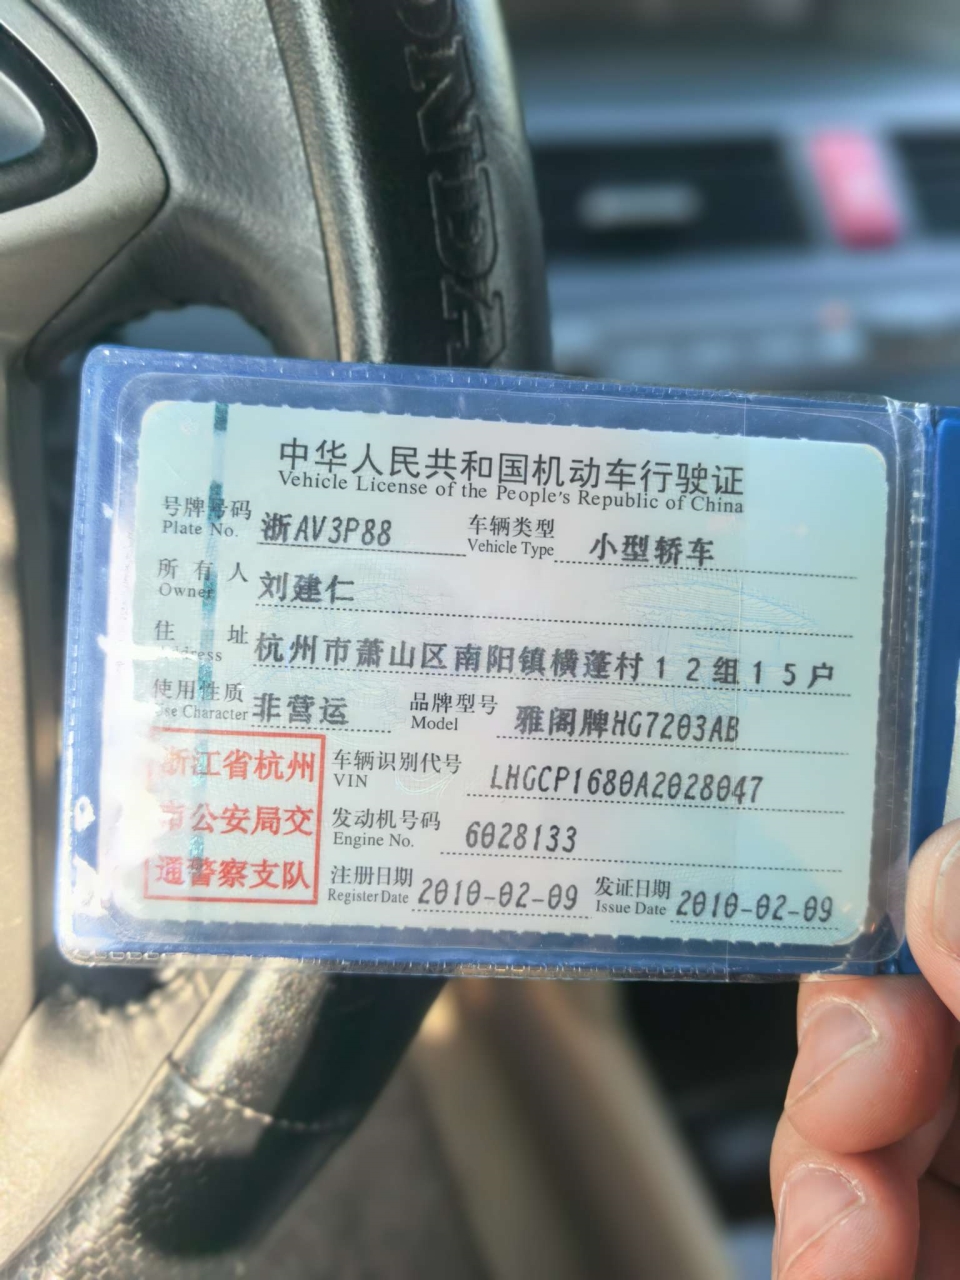 ONDA
中华人民共和国机动车行驶证
Vehicle License of the People's Republic of China
号牌号码 浙AV3P88 车辆类型 小型轿车
Plate No. Vehicle Type
所有人 刘建仁
Owner
住址 杭州市萧山区南阳镇横蓬村12组15户
Address
使用性质 非营运 品牌型号 雅阁牌HG7203AB
Use Character Model
浙江省杭州
市公安局交
通警察支队
车辆识别代号 LHGCP1680A2028047
VIN
发动机号码 6028133
Engine No.
注册日期 2010-02-09 发证日期 2010-02-09
Register Date Issue Date